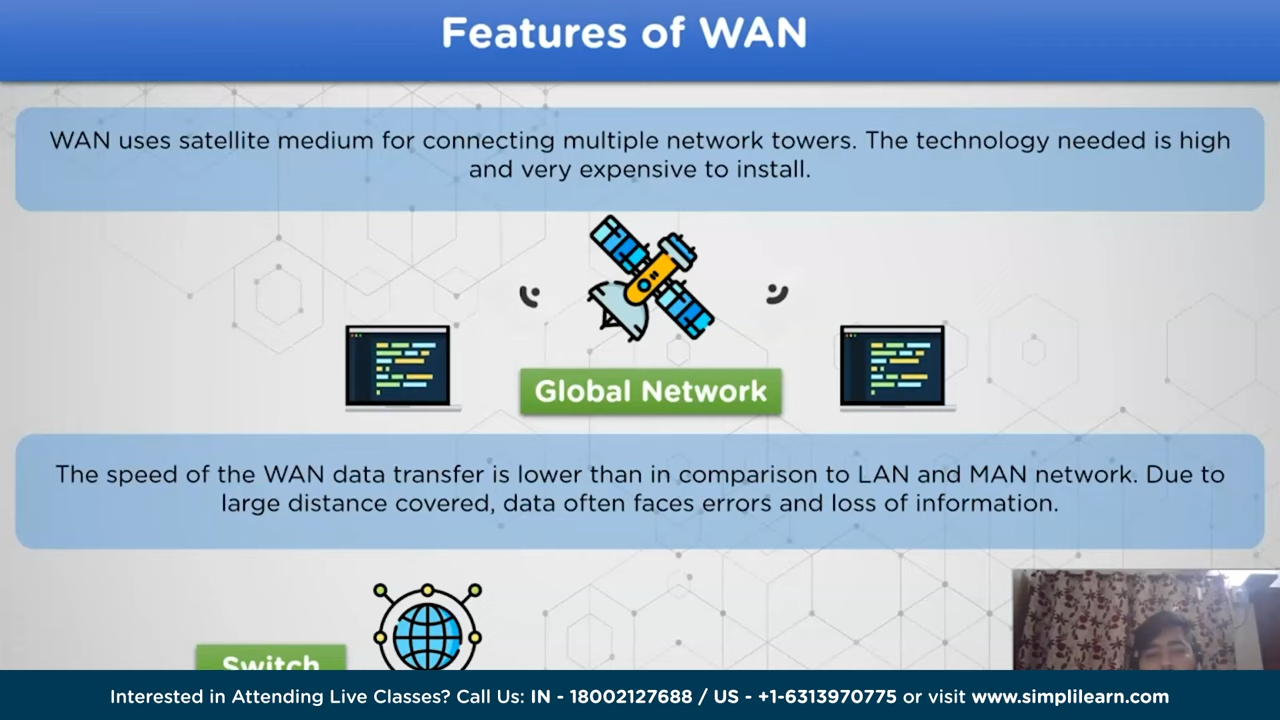 Features of WAN
WAN uses satellite medium for connecting multiple network towers. The technology needed is high
and very expensive to install.
Global Network
The speed of the WAN data transfer is lower than in comparison to LAN and MAN network. Due to
large distance covered, data often faces errors and loss of information.
Switch
Interested in Attending Live Classes? Call Us: IN - 18002127688 / US - +1-6313970775 or visit www.simplilearn.com